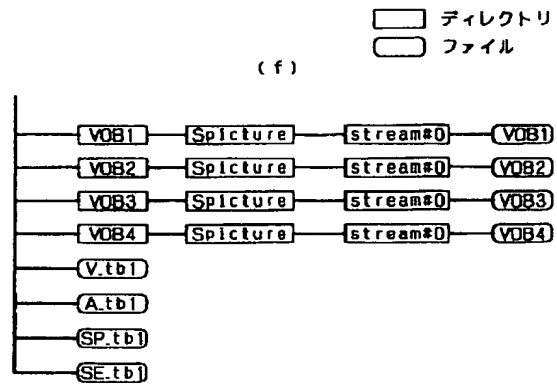 ディレクトリ
ファイル
(f)
VOB1 Spicture stream#0 VOB1
VOB2 Spicture stream#0 VOB2
VOB3 Spicture stream#0 VOB3
VOB4 Spicture stream#0 VOB4
V.tbl
A.tbl
SP.tbl
SE.tbl